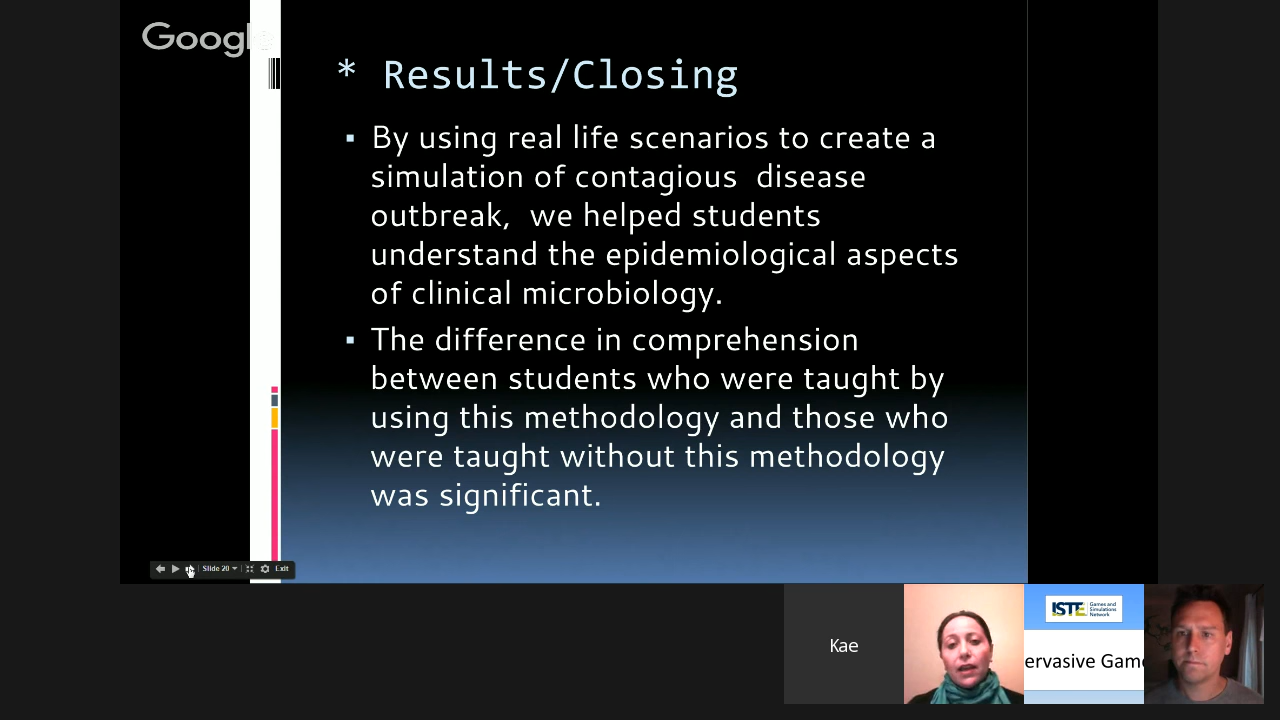 Google
* Results/Closing
▪ By using real life scenarios to create a
simulation of contagious disease
outbreak, we helped students
understand the epidemiological aspects
of clinical microbiology.
▪ The difference in comprehension
between students who were taught by
using this methodology and those who
were taught without this methodology
was significant.
Slide 20
Exit
Kae
ISTE Games and
Simulations
Network
ervasive Game